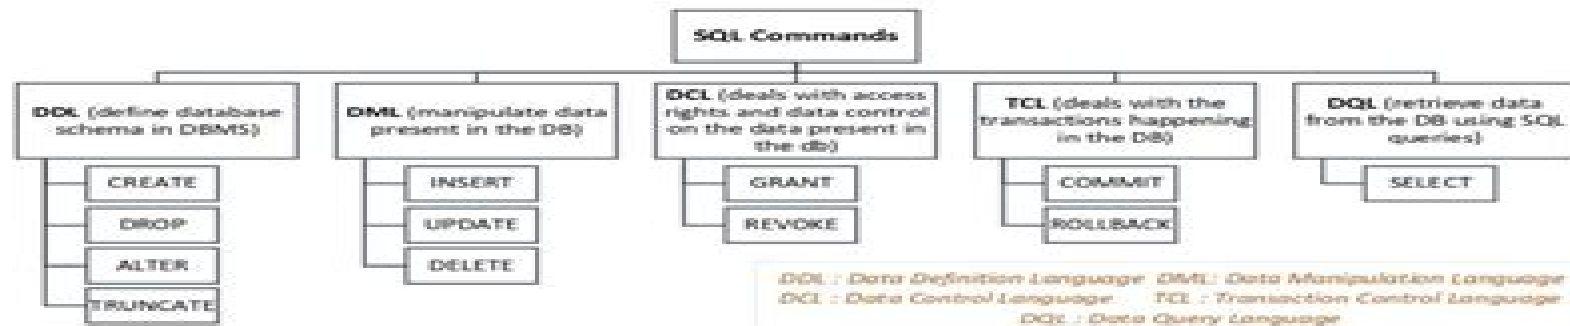 SQL Commands
DDL (define database
schema in DBMS)
CREATE
DROP
ALTER
TRUNCATE
DML (manipulate data
present in the DB)
INSERT
UPDATE
DELETE
DCL (deals with access
rights and data control
on the data present in
the db)
GRANT
REVOKE
TCL (deals with the
transactions happening
in the DB)
COMMIT
ROLLBACK
DQL (retrieve data
from the DB using SQL
queries)
SELECT
DDL : Data Definition Language DML: Data Manipulation Language
DCL : Data Control Language TCL : Transaction Control Language
DQL : Data Query Language